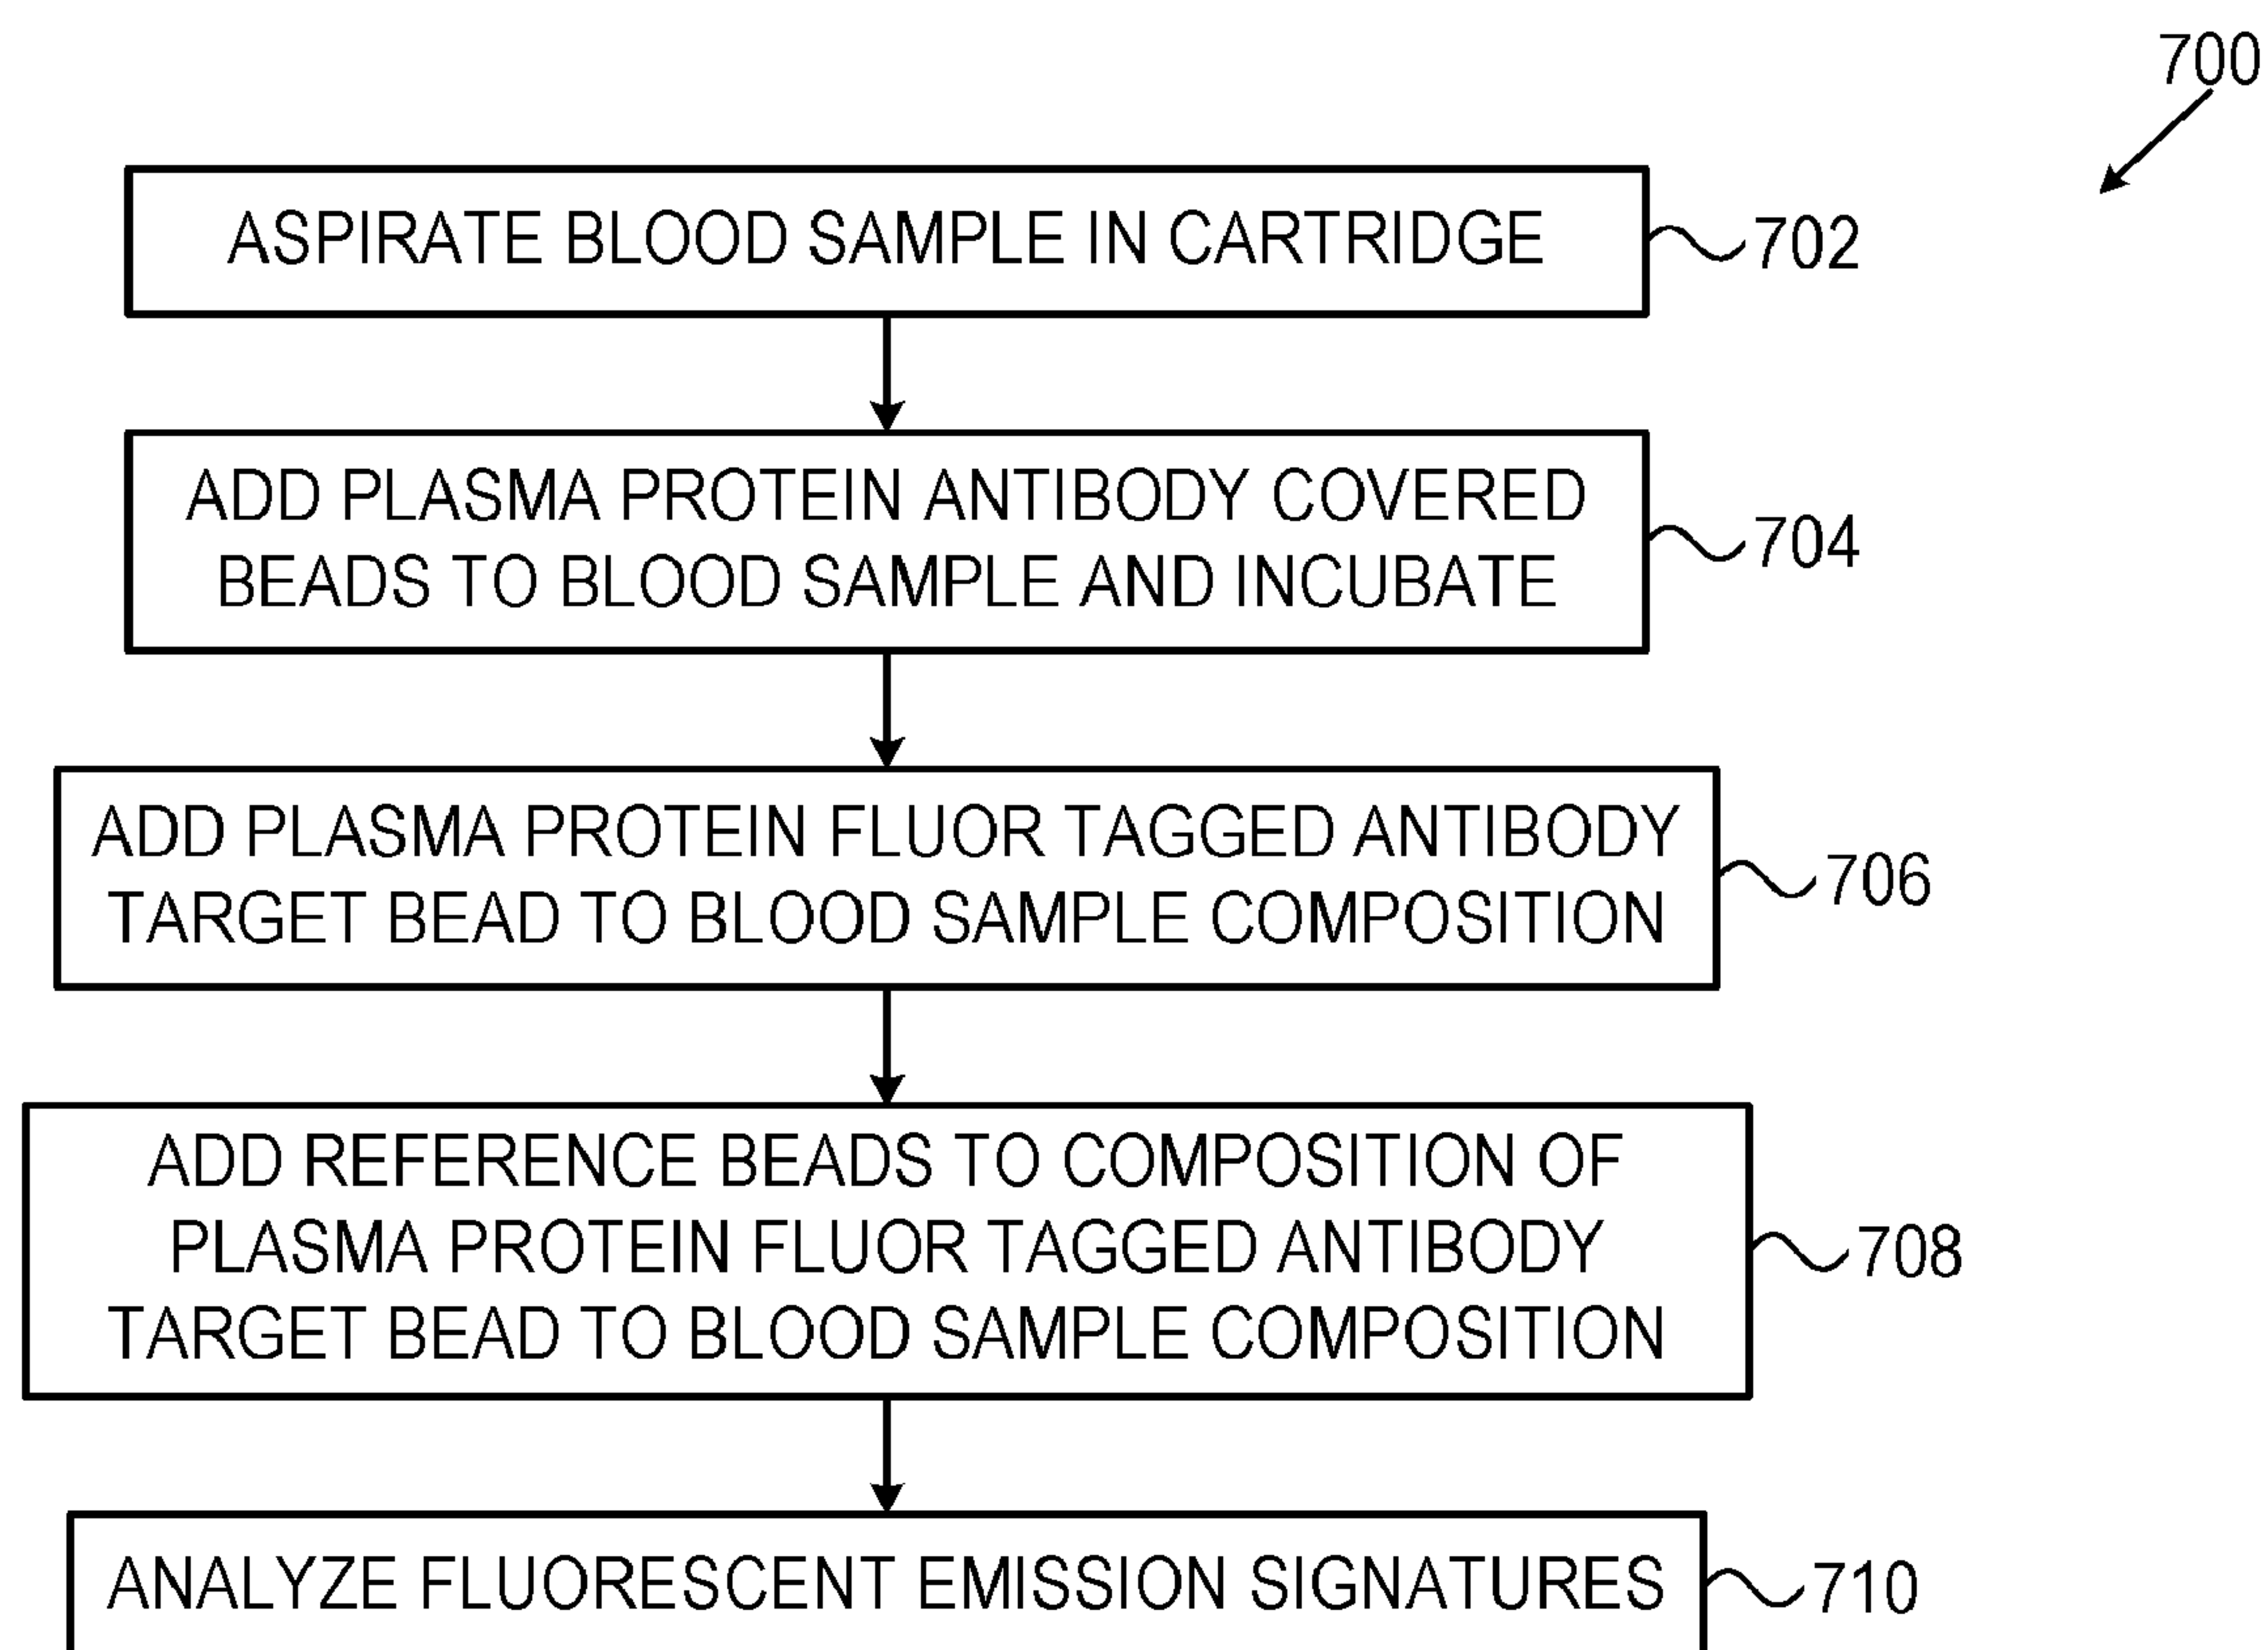 700
ASPIRATE BLOOD SAMPLE IN CARTRIDGE
702
ADD PLASMA PROTEIN ANTIBODY COVERED
BEADS TO BLOOD SAMPLE AND INCUBATE
704
ADD PLASMA PROTEIN FLUOR TAGGED ANTIBODY
TARGET BEAD TO BLOOD SAMPLE COMPOSITION
706
ADD REFERENCE BEADS TO COMPOSITION OF
PLASMA PROTEIN FLUOR TAGGED ANTIBODY
TARGET BEAD TO BLOOD SAMPLE COMPOSITION
708
ANALYZE FLUORESCENT EMISSION SIGNATURES
710